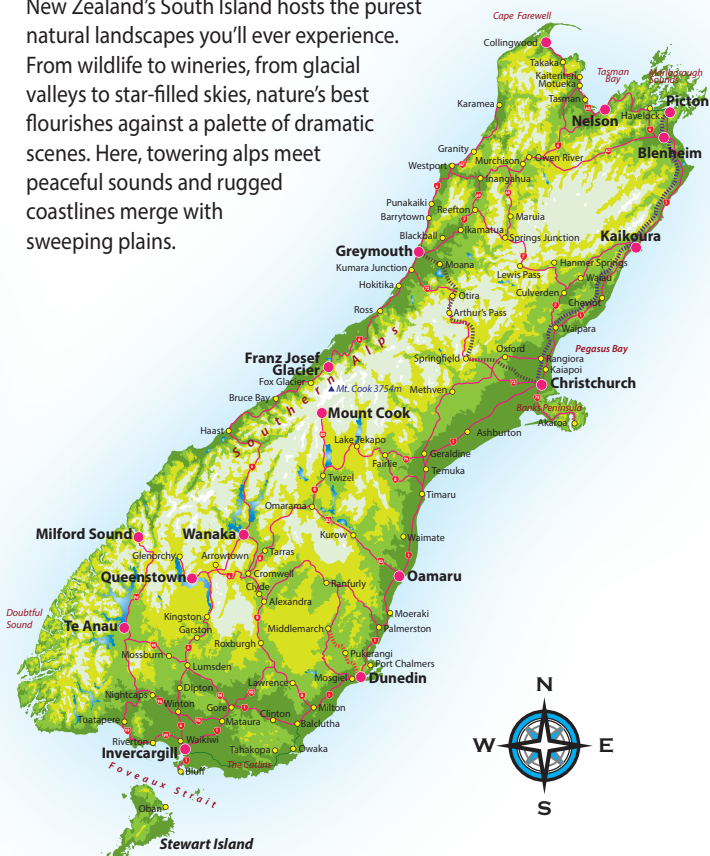 New Zealand's South Island hosts the purest
natural landscapes you'll ever experience.
From wildlife to wineries, from glacial
valleys to star-filled skies, nature's best
flourishes against a palette of dramatic
scenes. Here, towering alps meet
peaceful sounds and rugged
coastlines merge with
sweeping plains.
Cape Farewell
Collingwood
Takaka
Kaiteriteri
Motueka
Tasman
Bay
Marlborough
Sounds
Tasman
Karamea
Nelson
Havelock
Picton
Blenheim
Granity
Westport
Murchison
Owen River
Inangahua
Punakaiki
Barrytown
Reefton
Maruia
Blackball
Ikamatua
Springs Junction
Kaikoura
Greymouth
Kumara Junction
Moana
Lewis Pass
Hanmer Springs
Waiau
Hokitika
Otira
Culverden
Cheviot
Ross
Arthur's Pass
Waipara
Southern Alps
Franz Josef
Glacier
Springfield
Oxford
Pegasus Bay
Rangiora
Kaiapoi
Fox Glacier
Mt. Cook 3754m
Methven
Christchurch
Bruce Bay
Mount Cook
Banks Peninsula
Akaroa
Haast
Lake Tekapo
Ashburton
Fairlie
Geraldine
Temuka
Twizel
Timaru
Omarama
Milford Sound
Wanaka
Kurow
Waimate
Glenorchy
Arrowtown
Tarras
Queenstown
Cromwell
Clyde
Ranfurly
Oamaru
Alexandra
Doubtful
Sound
Te Anau
Kingston
Garston
Middlemarch
Moeraki
Palmerston
Mossburn
Roxburgh
Pukerangi
Port Chalmers
Lumsden
Mosgiel
Dunedin
Nightcaps
Dipton
Lawrence
Winton
Gore
Clinton
Milton
Tuatapere
Mataura
Balclutha
Riverton
Waikiwi
Invercargill
Tahakopa
Owaka
The Catlins
Bluff
Foveaux Strait
Oban
Stewart Island
N
W
E
S